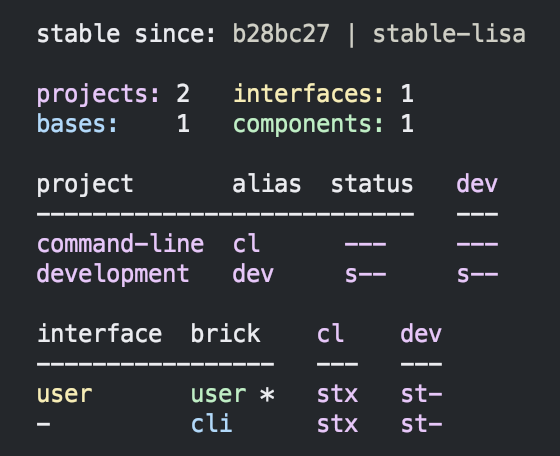 stable since: b28bc27 | stable-lisa
projects: 2   interfaces: 1
bases:    1   components: 1
project       alias  status   dev
---------------------------   ---
command-line  cl      ---     ---
development   dev     s--     s--
interface  brick    cl    dev
-----------------   ---   ---
user       user *   stx   st-
-          cli      stx   st-